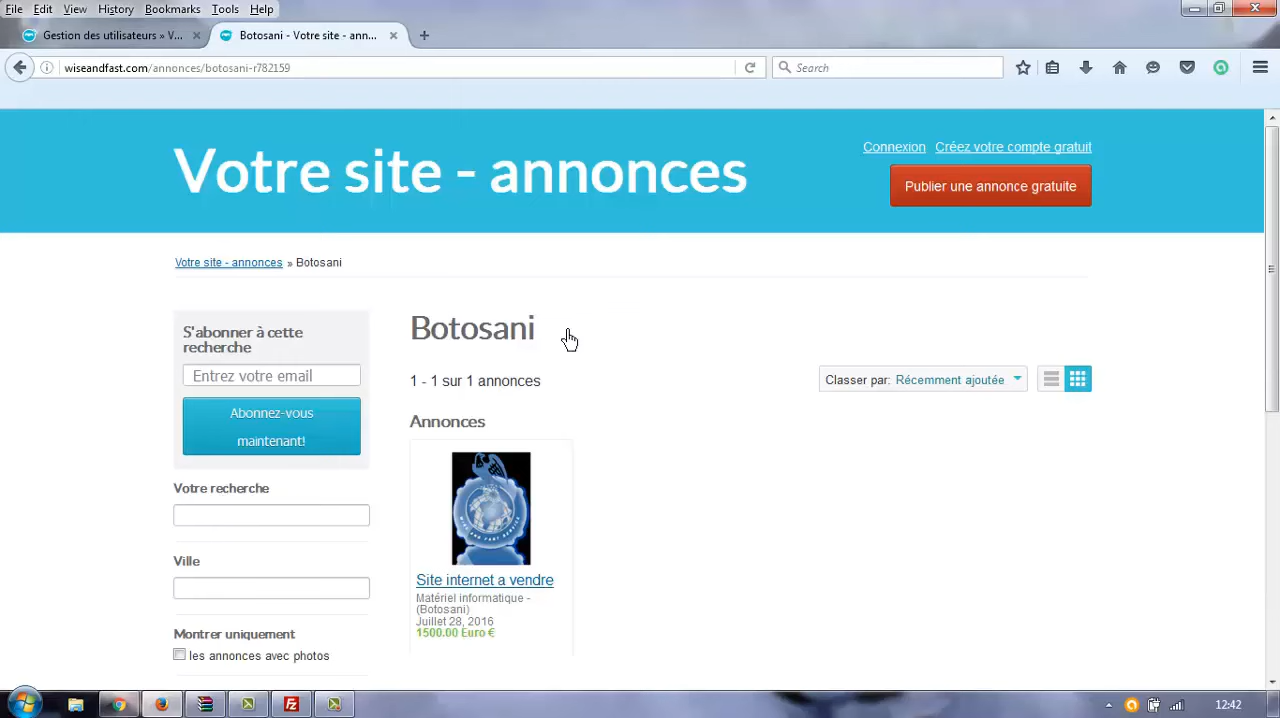 File Edit View History Bookmarks Tools Help
Gestion des utilisateurs » V... Botosani - Votre site - ann...
wiseandfast.com/annonces/botosani-r782159 Search
Connexion Créez votre compte gratuit
Votre site - annonces
Publier une annonce gratuite
Votre site - annonces » Botosani
S'abonner à cette
recherche
Entrez votre email
Abonnez-vous
maintenant!
Votre recherche
Ville
Montrer uniquement
les annonces avec photos
Botosani
1 - 1 sur 1 annonces
Classer par: Récemment ajoutée
Annonces
Site internet a vendre
Matériel informatique -
(Botosani)
Juillet 28, 2016
1500.00 Euro €
12:42